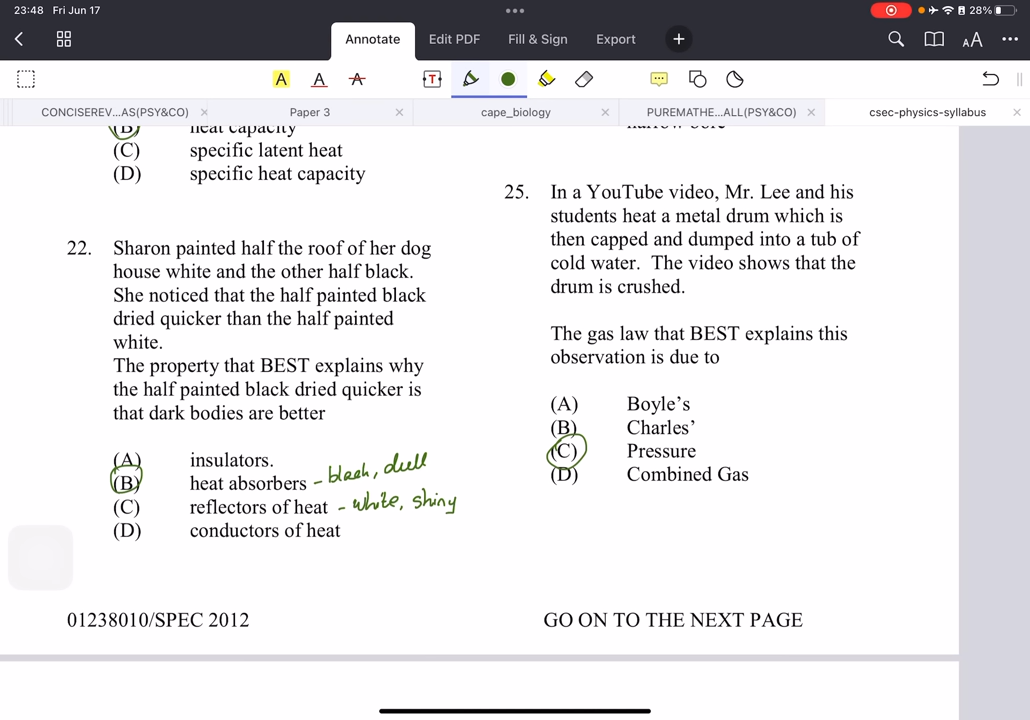 23:48 Fri Jun 17
28%
Annotate
Edit PDF
Fill & Sign
Export
CONCISEREV...AS(PSY&CO)
Paper 3
cape_biology
PUREMATHE...ALL(PSY&CO)
csec-physics-syllabus
(B) heat capacity
(C) specific latent heat
(D) specific heat capacity
22. Sharon painted half the roof of her dog
house white and the other half black.
She noticed that the half painted black
dried quicker than the half painted
white.
The property that BEST explains why
the half painted black dried quicker is
that dark bodies are better
(A) insulators.
(B) heat absorbers - black, dull
(C) reflectors of heat - white, shiny
(D) conductors of heat
01238010/SPEC 2012
narrow bore
25. In a YouTube video, Mr. Lee and his
students heat a metal drum which is
then capped and dumped into a tub of
cold water. The video shows that the
drum is crushed.
The gas law that BEST explains this
observation is due to
(A) Boyle's
(B) Charles'
(C) Pressure
(D) Combined Gas
GO ON TO THE NEXT PAGE